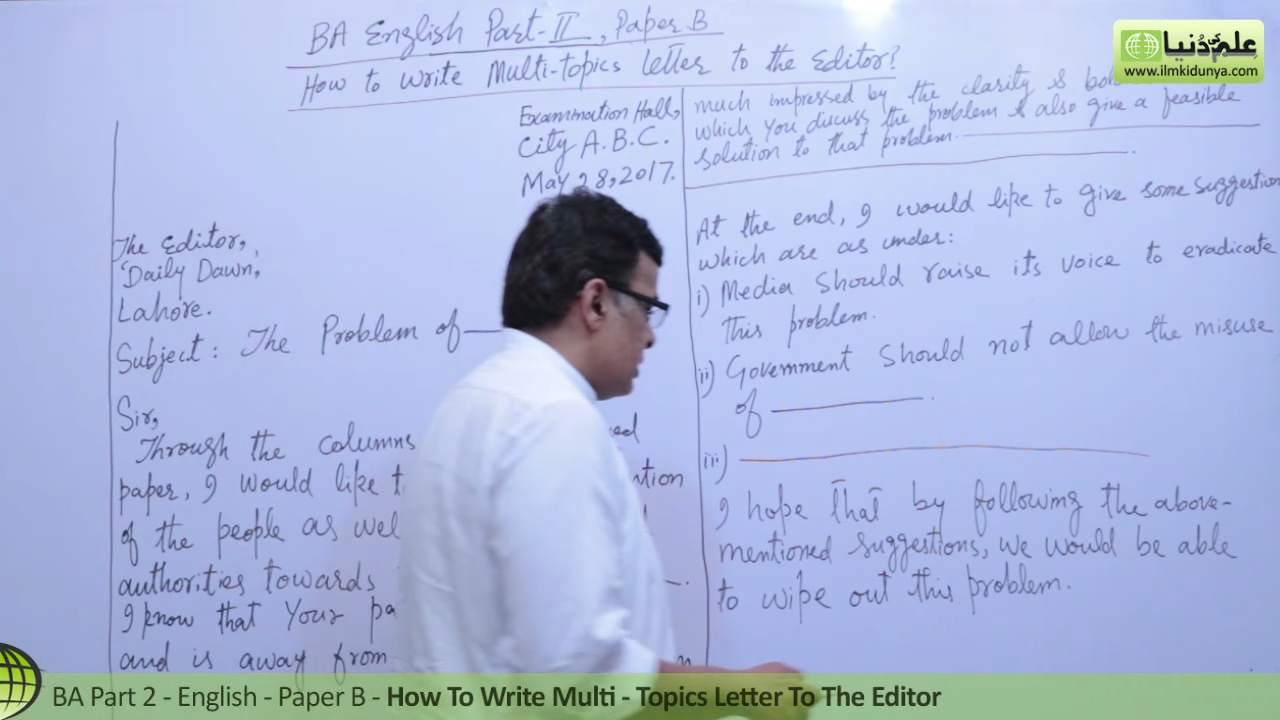 BA English Part-II, Paper B
How to write Multi-topics letter to the Editor?
علم کی دُنیا
www.ilmkidunya.com
Examination Hall,
City A.B.C.
May 28, 2017.
The Editor,
Daily Dawn,
Lahore.
Subject: The Problem of
Sir,
Through the columns
paper, I would like
of the people as
authorities towards
I know that Your
and is away from
much impressed by the clarity &
which You discuss the problem & also give a feasible
solution to that problem.
At the end, I would like to give some suggestion
which are as under:
i) Media Should raise its voice to eradicate
this problem.
ii) Government Should not allow the misuse
of
iii)
I hope that by following the above-
mentioned suggestions, we would be able
to wipe out this problem.
BA Part 2 - English - Paper B - How To Write Multi - Topics Letter To The Editor